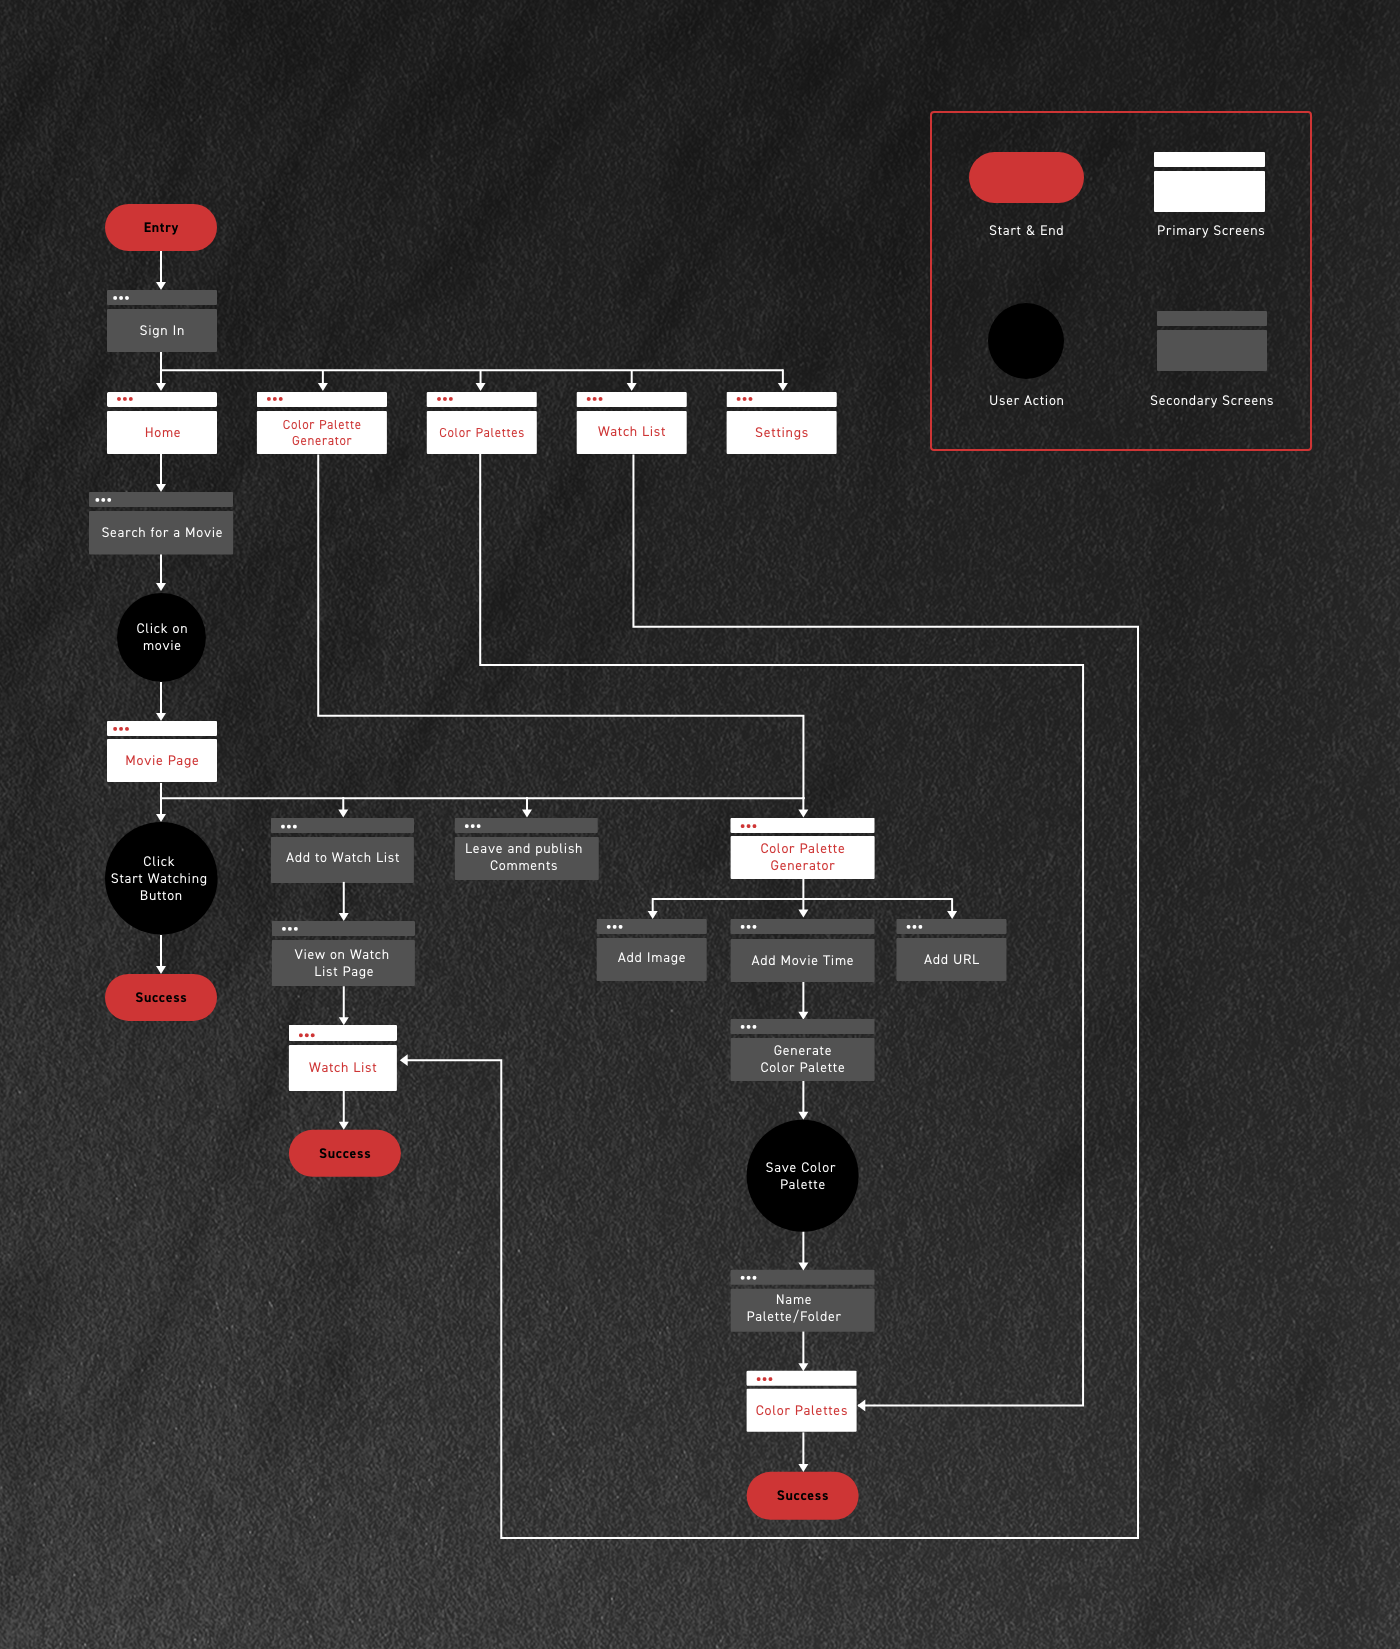 Entry
Start & End
Primary Screens
Sign In
User Action
Secondary Screens
Home
Color Palette
Generator
Color Palettes
Watch List
Settings
Search for a Movie
Click on
movie
Movie Page
Click
Start Watching
Button
Add to Watch List
Leave and publish
Comments
Color Palette
Generator
View on Watch
List Page
Add Image
Add Movie Time
Add URL
Success
Watch List
Generate
Color Palette
Success
Save Color
Palette
Name
Palette/Folder
Color Palettes
Success